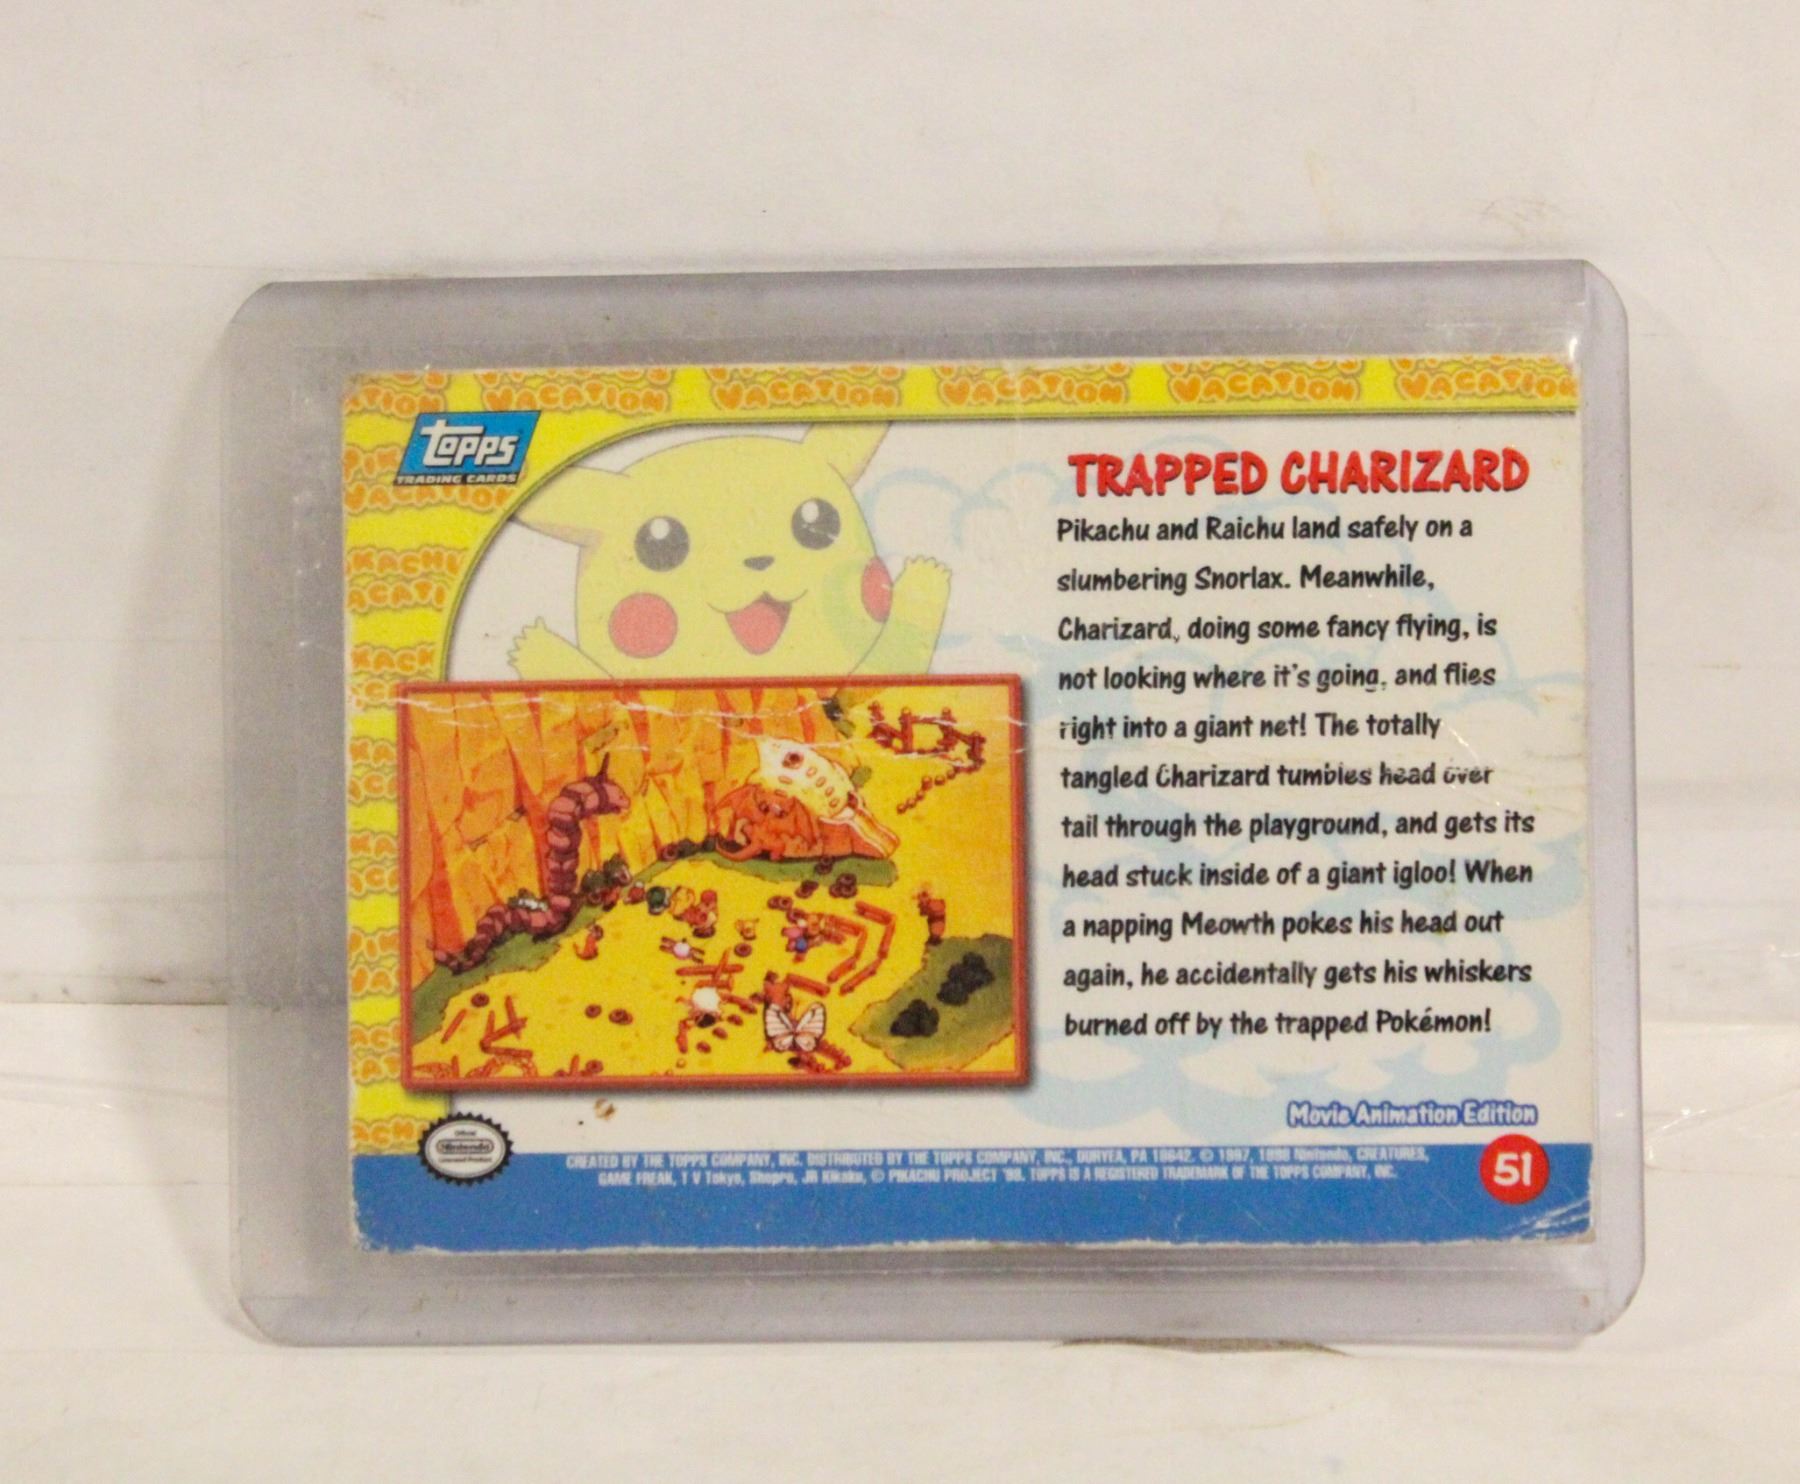 VACATION VACATION VACATION VACATION VACATION
topps
TRADING CARDS
TRAPPED CHARIZARD
Pikachu and Raichu land safely on a
slumbering Snorlax. Meanwhile,
Charizard, doing some fancy flying, is
not looking where it's going, and flies
right into a giant net! The totally
tangled Charizard tumbles head over
tail through the playground, and gets its
head stuck inside of a giant igloo! When
a napping Meowth pokes his head out
again, he accidentally gets his whiskers
burned off by the trapped Pokémon!
Movie Animation Edition
51
Official
Nintendo
Licensed Product
CREATED BY THE TOPPS COMPANY, INC. DISTRIBUTED BY THE TOPPS COMPANY, INC., DURYEA, PA 18642. © 1997, 1998 Nintendo, CREATURES,
GAME FREAK, T V Tokyo, Shopro, JR Kikaku, © PIKACHU PROJECT '98. TOPPS IS A REGISTERED TRADEMARK OF THE TOPPS COMPANY, INC.